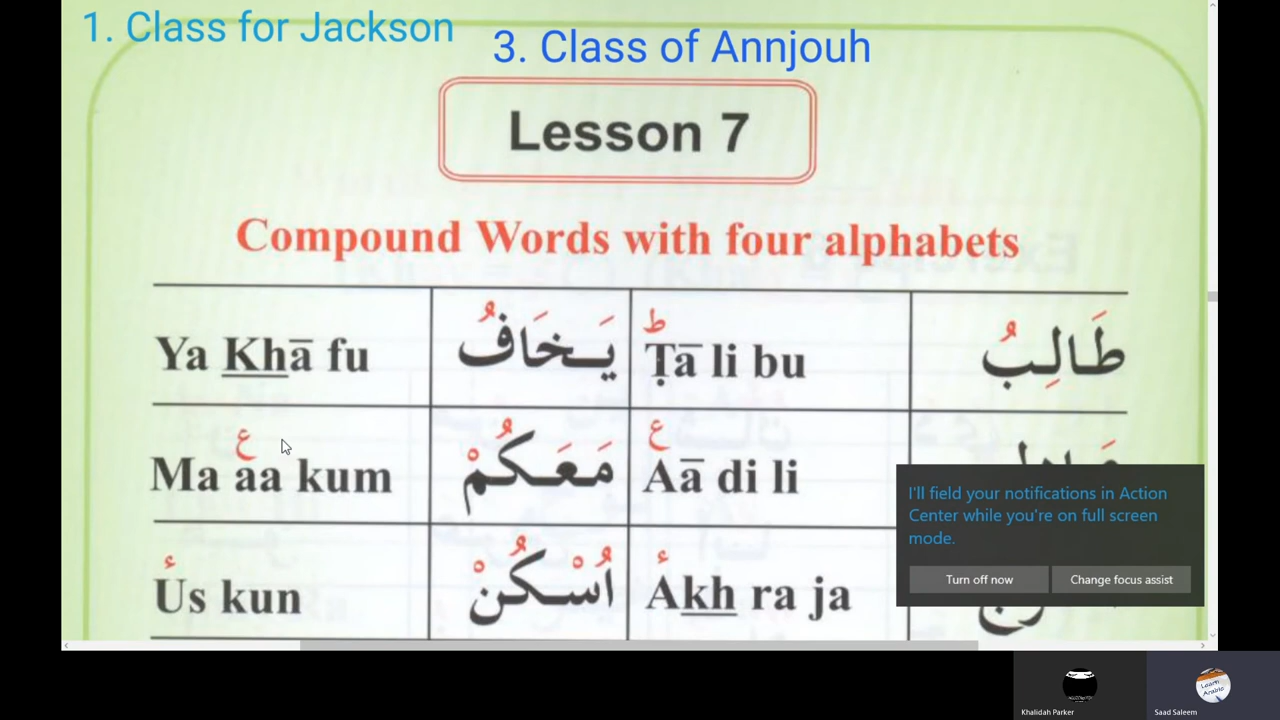 1. Class for Jackson
3. Class of Annjouh
Lesson 7
Compound Words with four alphabets
Ya Khā fu يَخَافُ Ṭā li bu ط طَالِبُ
Ma aa kum ع مَعَكُمْ Aā di li ع
Us kun ء اُسْكُنْ Akh ra ja ء
I'll field your notifications in Action
Center while you're on full screen
mode.
Turn off now
Change focus assist
Khalidah Parker
Saad Saleem
Learn
Arabic